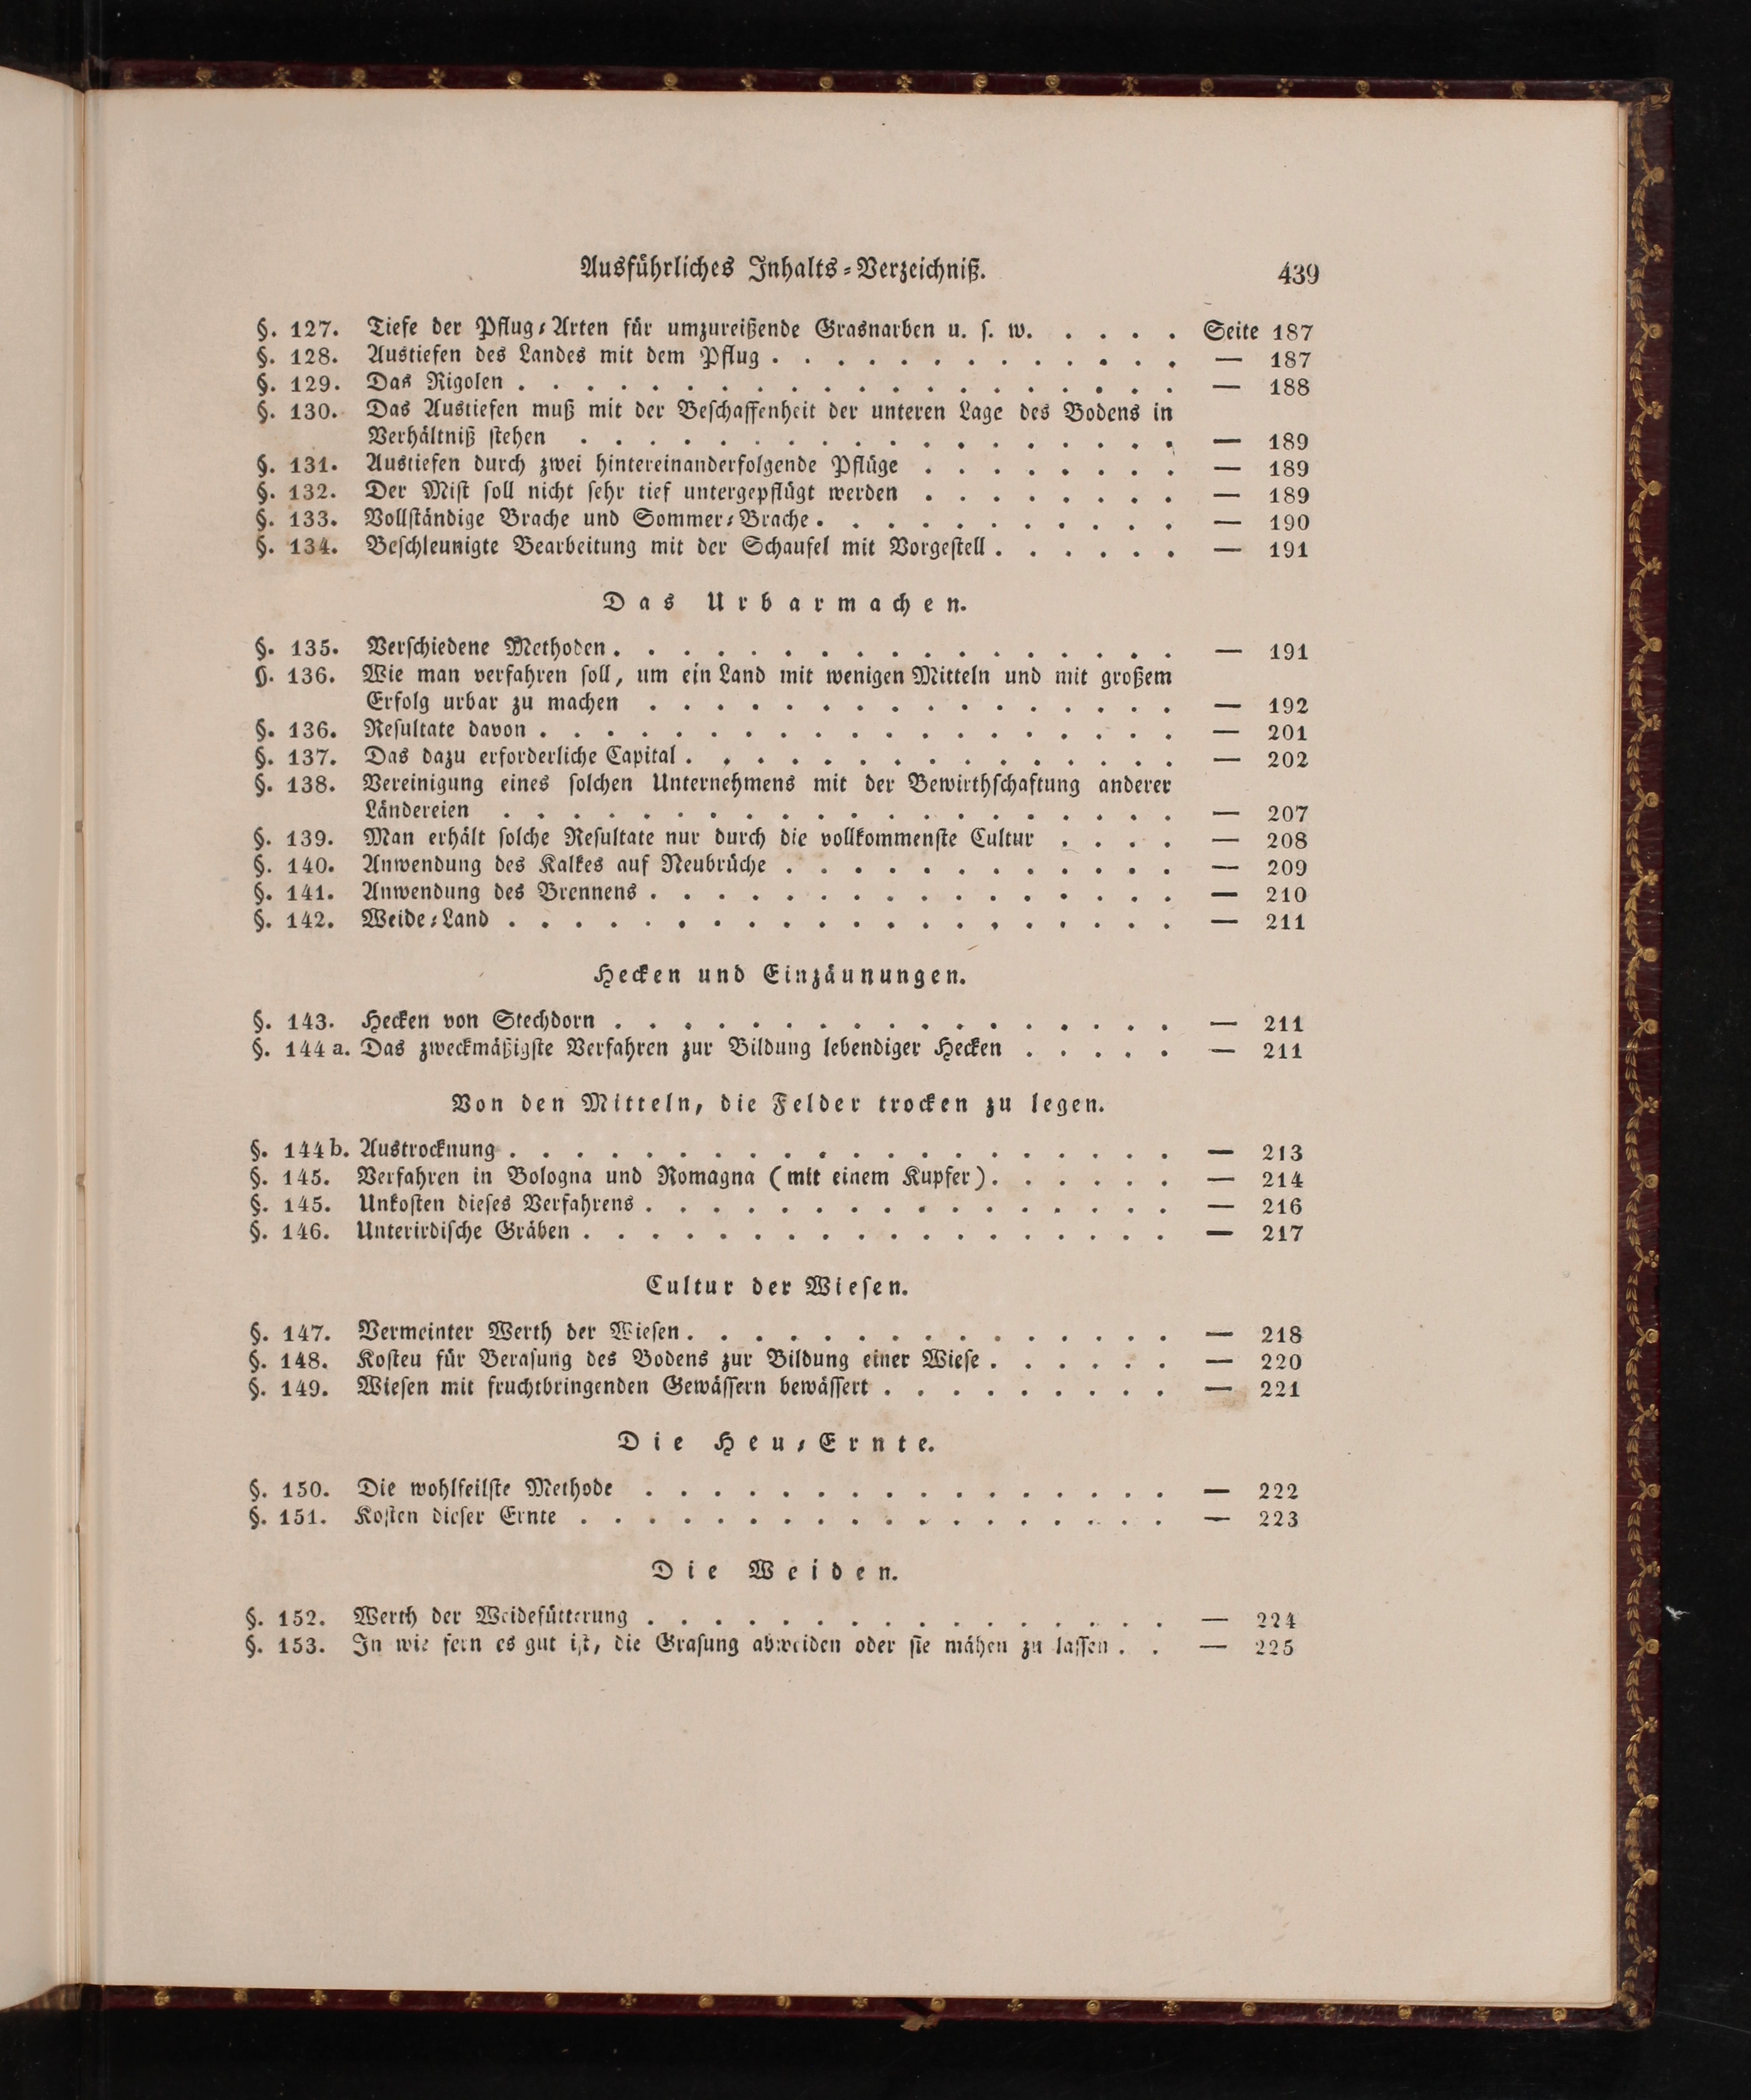 Ausführliches Inhalts-Verzeichniß. 439
§. 127. Tiefe der Pflug-Arten für umzureißende Grasnarben u. s. w. . . . . Seite 187
§. 128. Austiefen des Landes mit dem Pflug . . . . . . . . . . . . — 187
§. 129. Das Rigolen . . . . . . . . . . . . . . . . . . . . — 188
§. 130. Das Austiefen muß mit der Beschaffenheit der unteren Lage des Bodens in
Verhältniß stehen . . . . . . . . . . . . . . . . . . — 189
§. 131. Austiefen durch zwei hintereinanderfolgende Pflüge . . . . . . . . — 189
§. 132. Der Mist soll nicht sehr tief untergepflügt werden . . . . . . . . — 189
§. 133. Vollständige Brache und Sommer-Brache . . . . . . . . . . . — 190
§. 134. Beschleunigte Bearbeitung mit der Schaufel mit Vorgestell . . . . . . — 191
Das Urbarmachen.
§. 135. Verschiedene Methoden . . . . . . . . . . . . . . . . . — 191
§. 136. Wie man verfahren soll, um ein Land mit wenigen Mitteln und mit großem
Erfolg urbar zu machen . . . . . . . . . . . . . . . . — 192
§. 136. Resultate davon . . . . . . . . . . . . . . . . . . . — 201
§. 137. Das dazu erforderliche Capital . . . . . . . . . . . . . . . — 202
§. 138. Vereinigung eines solchen Unternehmens mit der Bewirthschaftung anderer
Ländereien . . . . . . . . . . . . . . . . . . . . — 207
§. 139. Man erhält solche Resultate nur durch die vollkommenste Cultur . . . . — 208
§. 140. Anwendung des Kalkes auf Neubrüche . . . . . . . . . . . . — 209
§. 141. Anwendung des Brennens . . . . . . . . . . . . . . . . — 210
§. 142. Weide-Land . . . . . . . . . . . . . . . . . . . . — 211
Hecken und Einzäunungen.
§. 143. Hecken von Stechdorn . . . . . . . . . . . . . . . . . — 211
§. 144 a. Das zweckmäßigste Verfahren zur Bildung lebendiger Hecken . . . . . — 211
Von den Mitteln, die Felder trocken zu legen.
§. 144 b. Austrocknung . . . . . . . . . . . . . . . . . . . . — 213
§. 145. Verfahren in Bologna und Romagna (mit einem Kupfer) . . . . . . — 214
§. 145. Unkosten dieses Verfahrens . . . . . . . . . . . . . . . . — 216
§. 146. Unterirdische Gräben . . . . . . . . . . . . . . . . . . — 217
Cultur der Wiesen.
§. 147. Vermeinter Werth der Wiesen . . . . . . . . . . . . . . . — 218
§. 148. Kosteu für Berasung des Bodens zur Bildung einer Wiese . . . . . . — 220
§. 149. Wiesen mit fruchtbringenden Gewässern bewässert . . . . . . . . . — 221
Die Heu-Ernte.
§. 150. Die wohlfeilste Methode . . . . . . . . . . . . . . . . — 222
§. 151. Kosten dieser Ernte . . . . . . . . . . . . . . . . . . — 223
Die Weiden.
§. 152. Werth der Weidefütterung . . . . . . . . . . . . . . . . — 224
§. 153. In wie fern es gut ist, die Grasung abweiden oder sie mähen zu lassen . . — 225